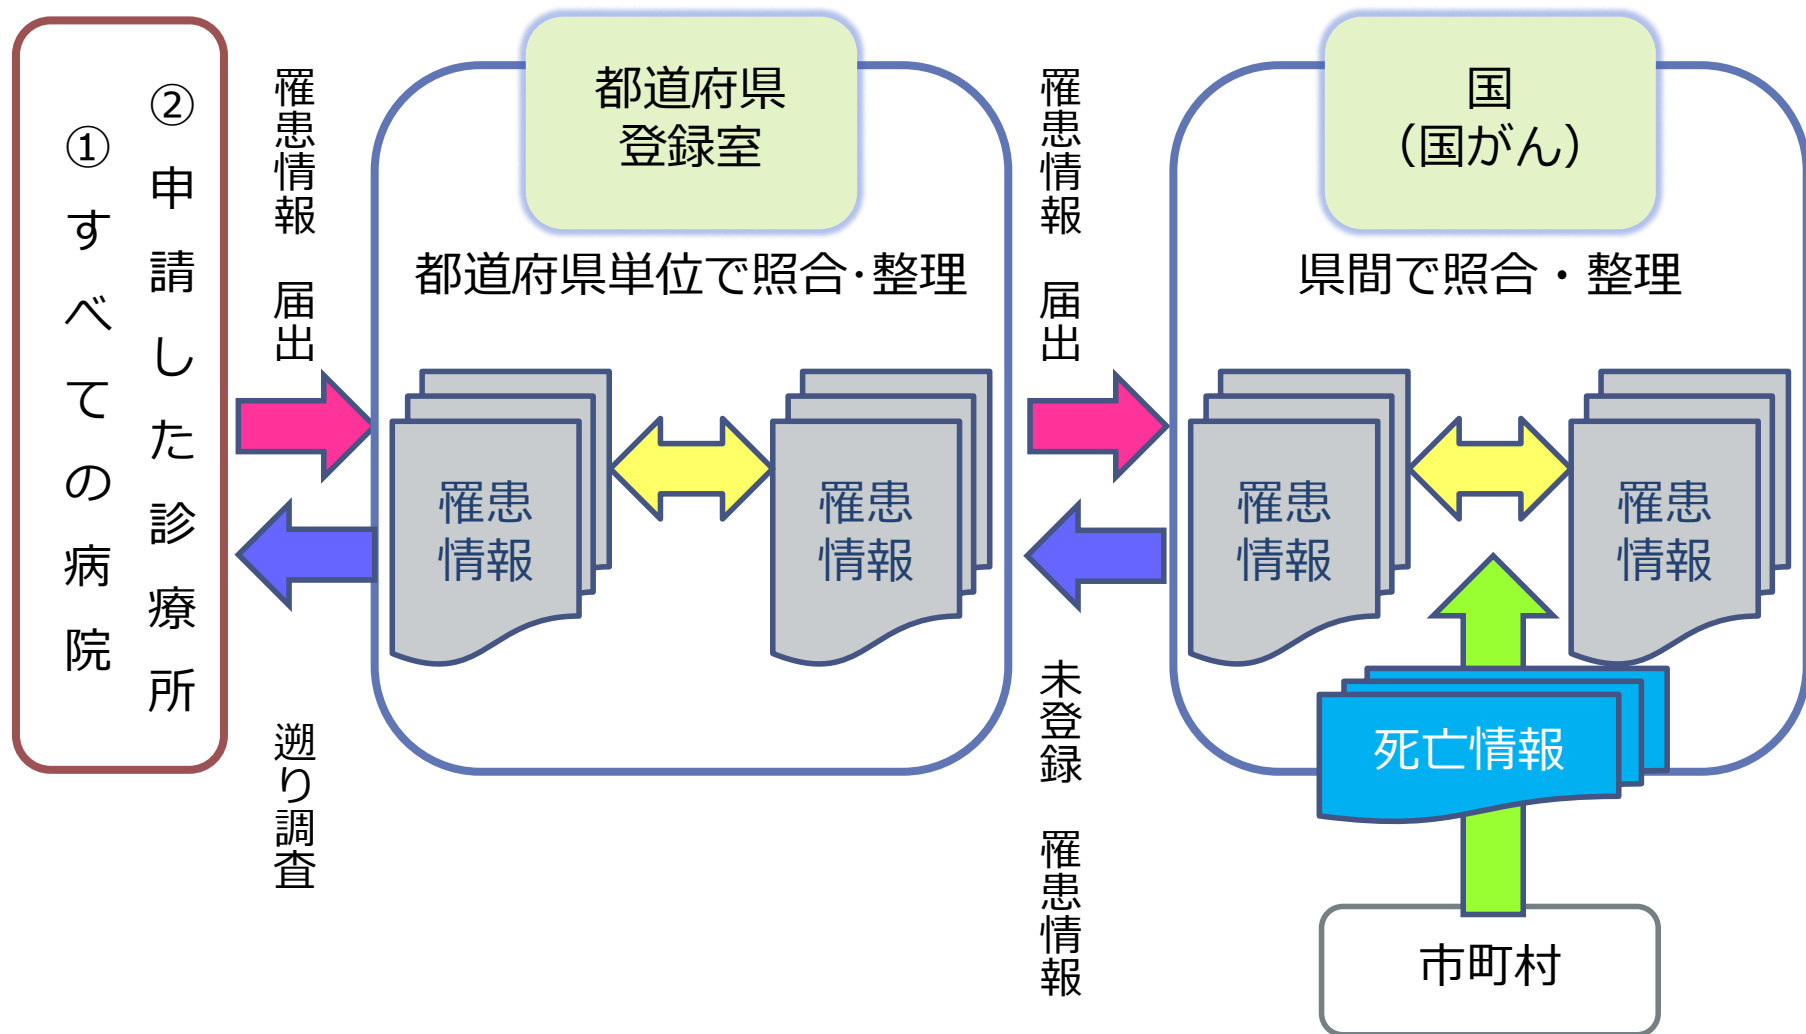 ①すべての病院
②申請した診療所
罹患情報 届出
遡り調査
都道府県
登録室
都道府県単位で照合･整理
罹患
情報
罹患
情報
罹患情報 届出
未登録 罹患情報
国
（国がん）
県間で照合・整理
罹患
情報
罹患
情報
死亡情報
市町村